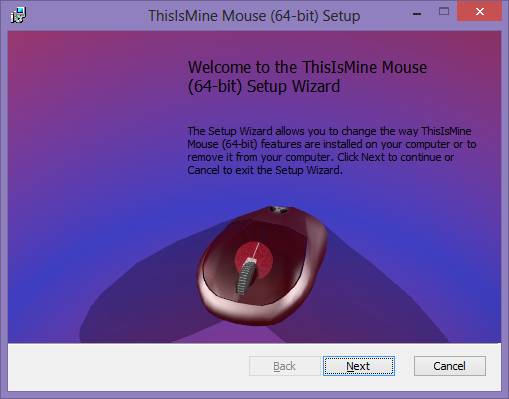 ThisIsMine Mouse (64-bit) Setup
Welcome to the ThisIsMine Mouse
(64-bit) Setup Wizard
The Setup Wizard allows you to change the way ThisIsMine
Mouse (64-bit) features are installed on your computer or to
remove it from your computer. Click Next to continue or
Cancel to exit the Setup Wizard.
Back Next Cancel